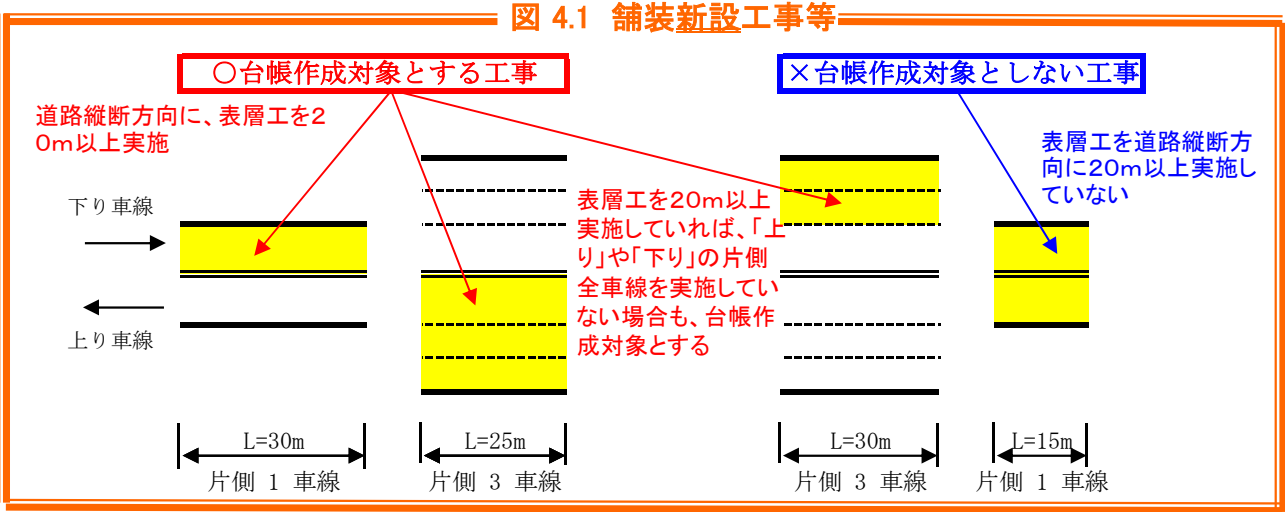 図 4.1 舗装新設工事等
○台帳作成対象とする工事
×台帳作成対象としない工事
道路縦断方向に、表層工を2
0m以上実施
表層工を道路縦断方
向に20m以上実施し
ていない
表層工を20m以上
実施していれば、「上
り」や「下り」の片側
全車線を実施してい
ない場合も、台帳作
成対象とする
下り車線
上り車線
L=30m
L=25m
L=30m
L=15m
片側 1 車線
片側 3 車線
片側 3 車線
片側 1 車線